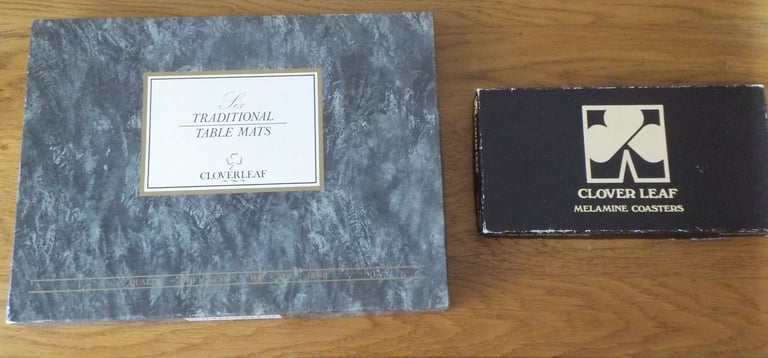 Six
TRADITIONAL
TABLE MATS
CLOVERLEAF
CLOVER LEAF
MELAMINE COASTERS